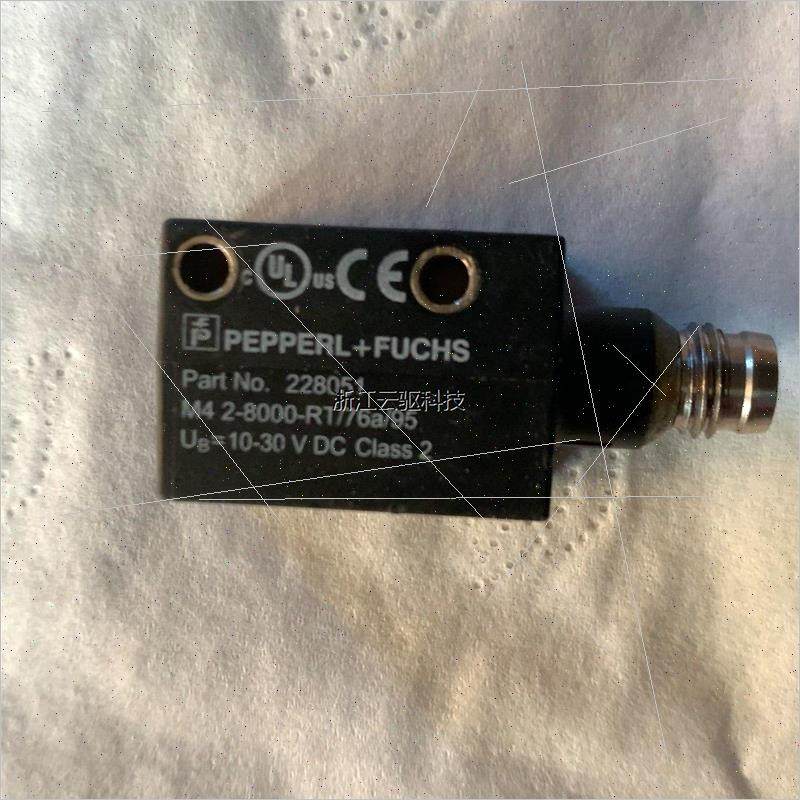 C UL US CE
PEPPERL+FUCHS
Part No. 228051
浙江云驱科技
M4 2-8000-RT/76a/95
UB=10-30 V DC Class 2